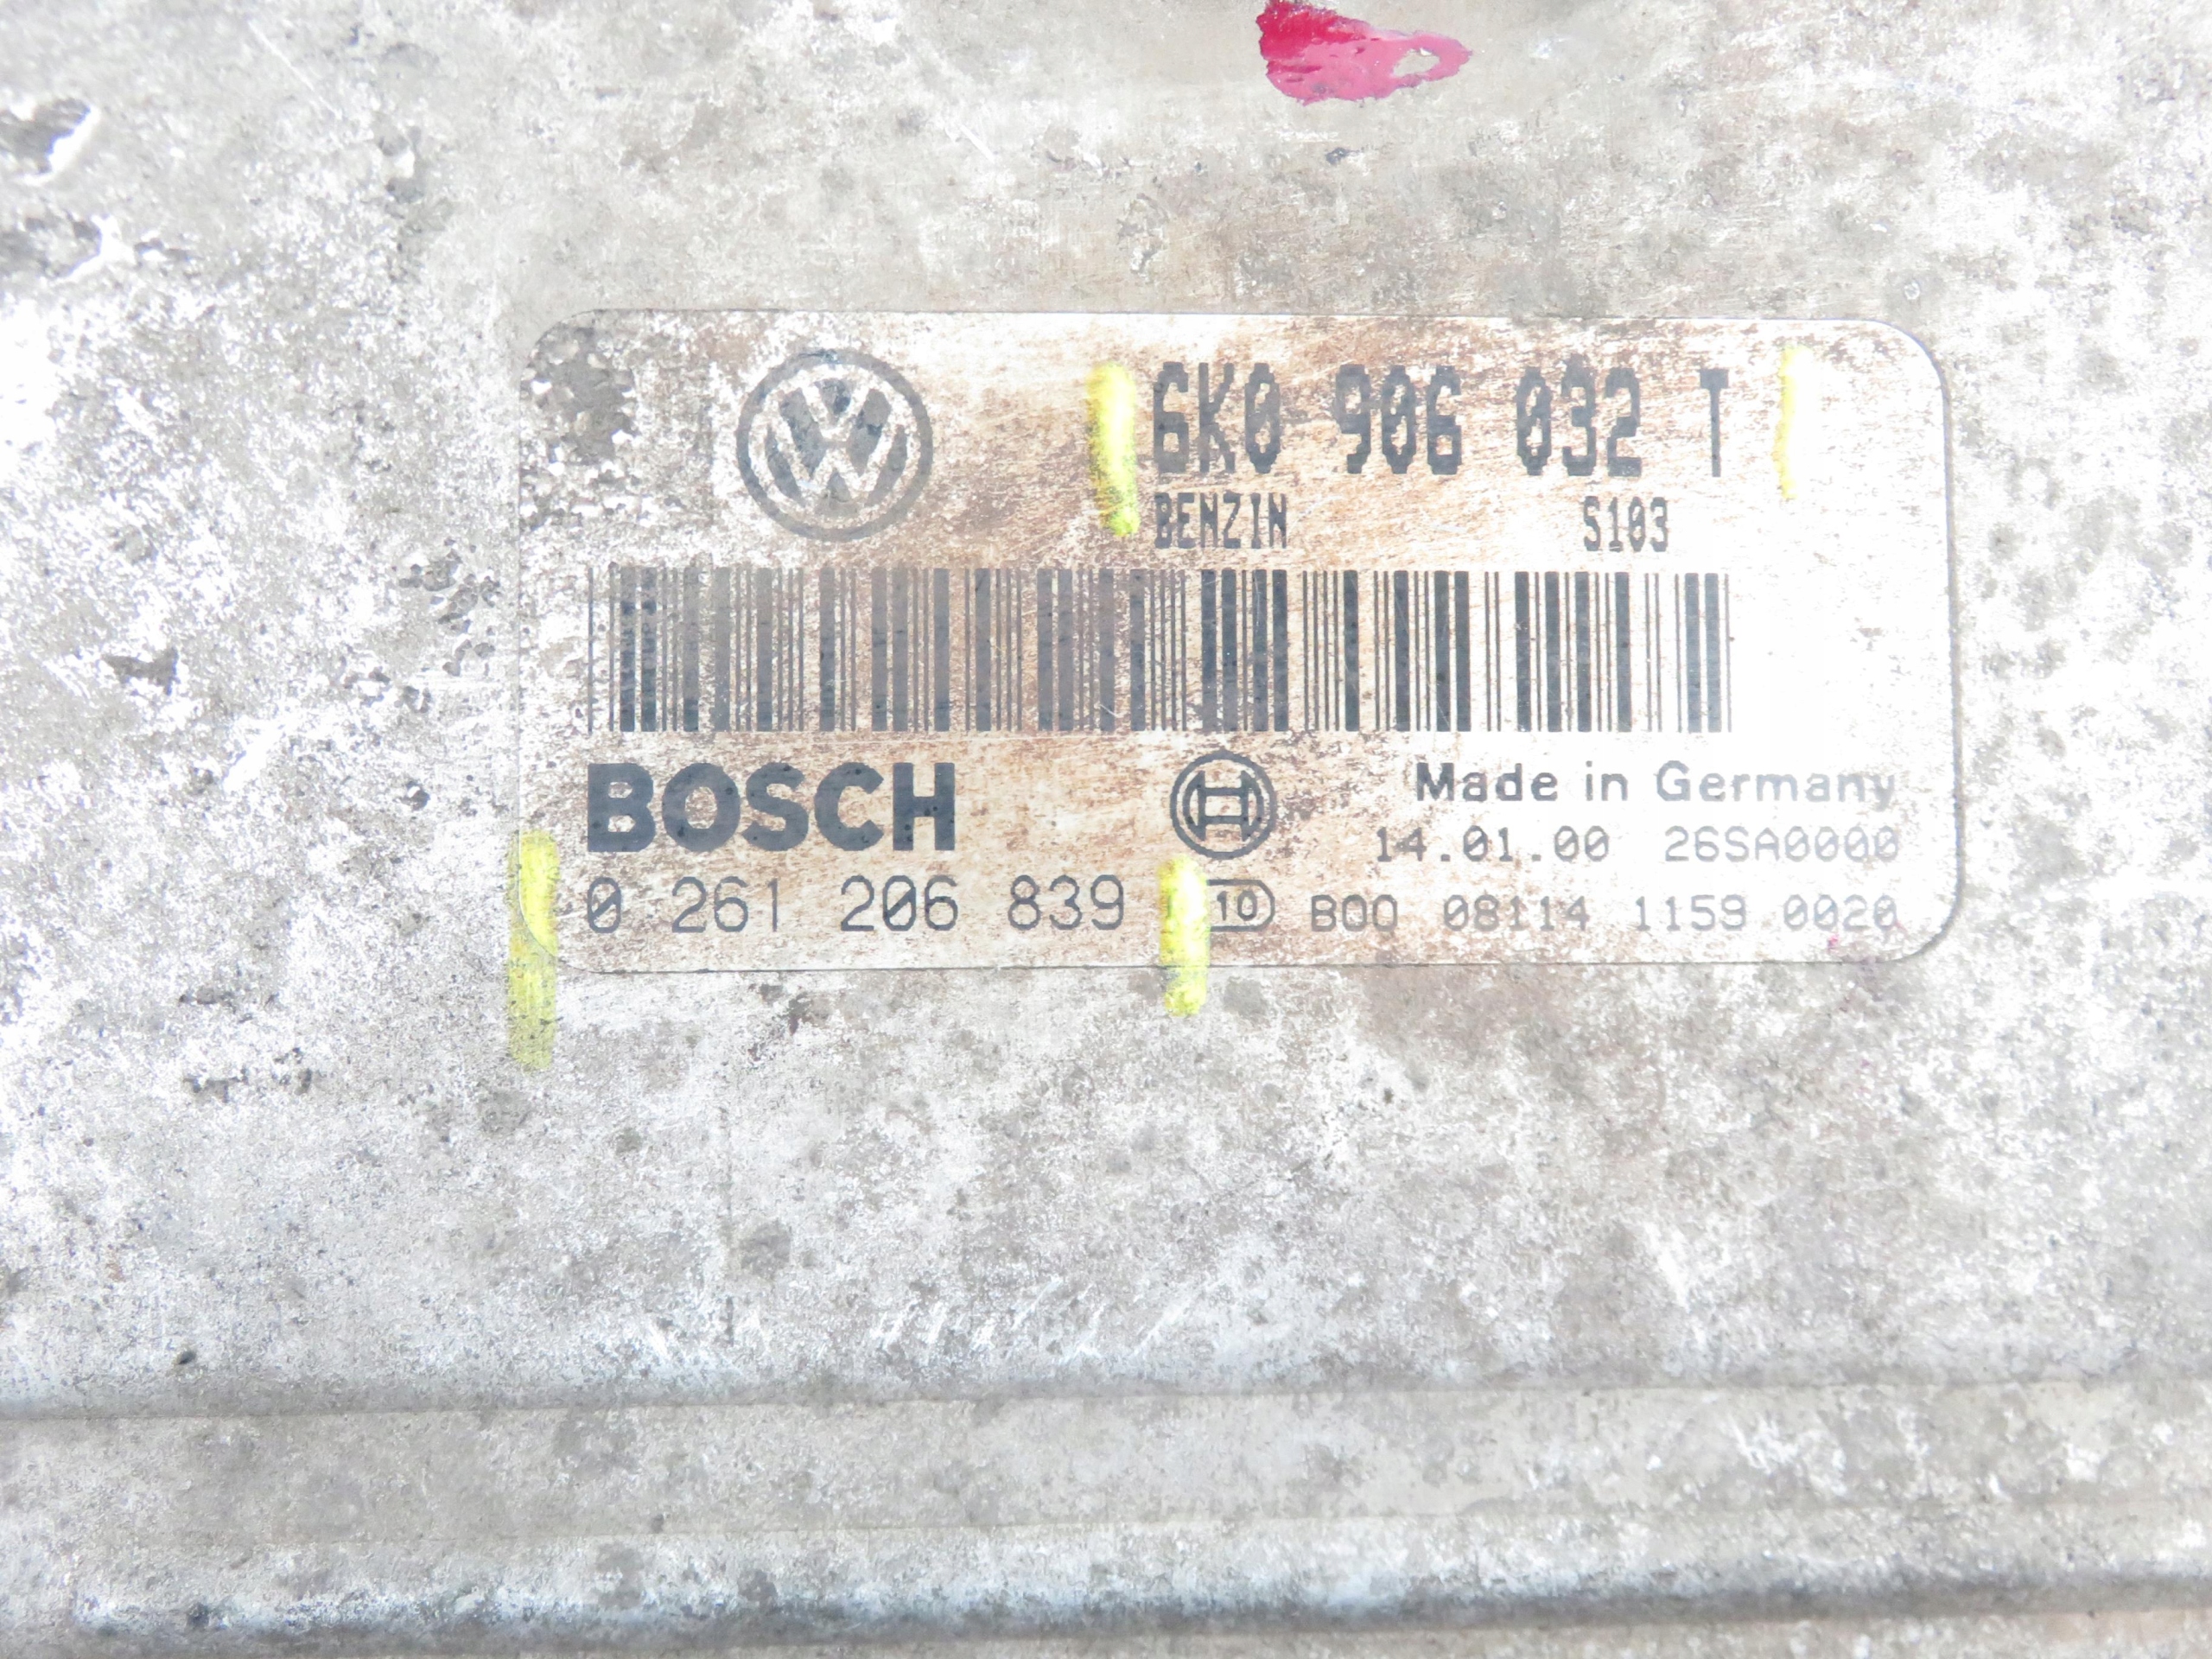 6K0 906 032 T
BENZIN S103
BOSCH Made in Germany
14.01.00 26SA0000
0 261 206 839 10 B00 08114 1159 0020